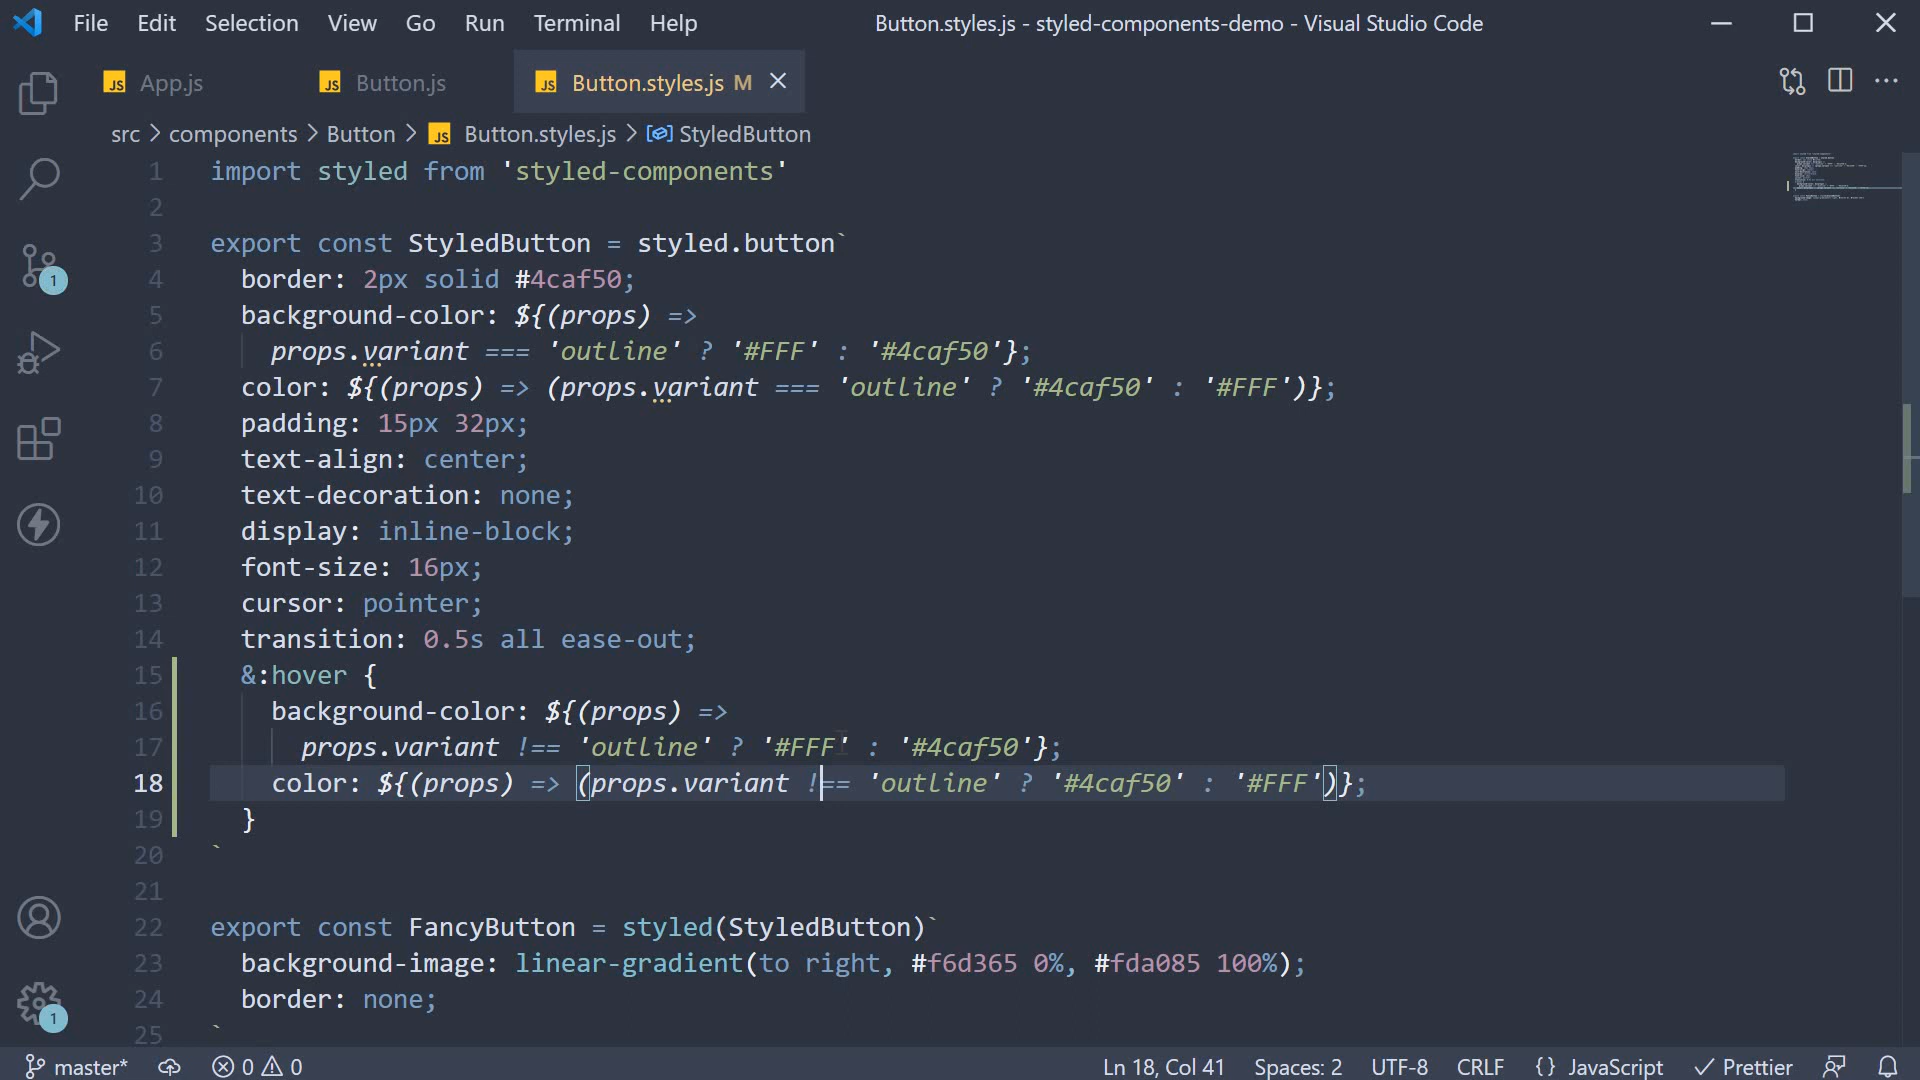 File Edit Selection View Go Run Terminal Help Button.styles.js - styled-components-demo - Visual Studio Code
JS App.js JS Button.js JS Button.styles.js M
src > components > Button > JS Button.styles.js > StyledButton
1 import styled from 'styled-components'
2
3 export const StyledButton = styled.button`
4 border: 2px solid #4caf50;
5 background-color: ${(props) =>
6 props.variant === 'outline' ? '#FFF' : '#4caf50'};
7 color: ${(props) => (props.variant === 'outline' ? '#4caf50' : '#FFF')};
8 padding: 15px 32px;
9 text-align: center;
10 text-decoration: none;
11 display: inline-block;
12 font-size: 16px;
13 cursor: pointer;
14 transition: 0.5s all ease-out;
15 &:hover {
16 background-color: ${(props) =>
17 props.variant !== 'outline' ? '#FFF' : '#4caf50'};
18 color: ${(props) => (props.variant !== 'outline' ? '#4caf50' : '#FFF')};
19 }
20 `
21
22 export const FancyButton = styled(StyledButton)`
23 background-image: linear-gradient(to right, #f6d365 0%, #fda085 100%);
24 border: none;
25 `
1
1
master* 0 0 Ln 18, Col 41 Spaces: 2 UTF-8 CRLF {} JavaScript Prettier